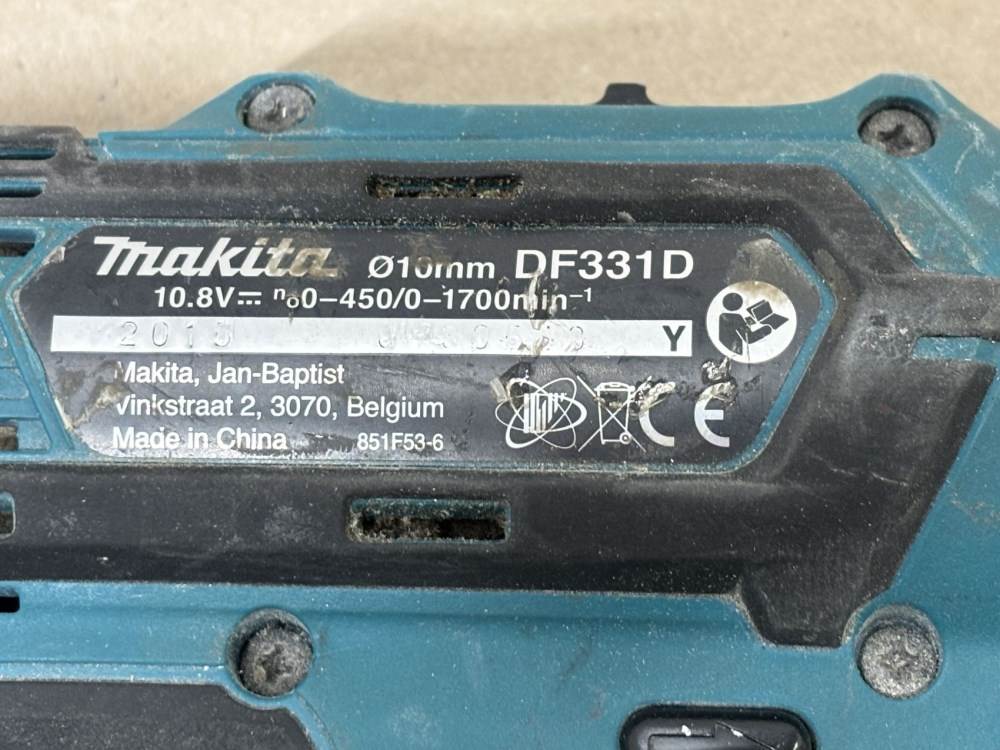 makita Ø10mm DF331D
10.8V⎓ n₀0-450/0-1700min⁻¹
Y
Makita, Jan-Baptist
Vinkstraat 2, 3070, Belgium
Made in China 851F53-6
CE